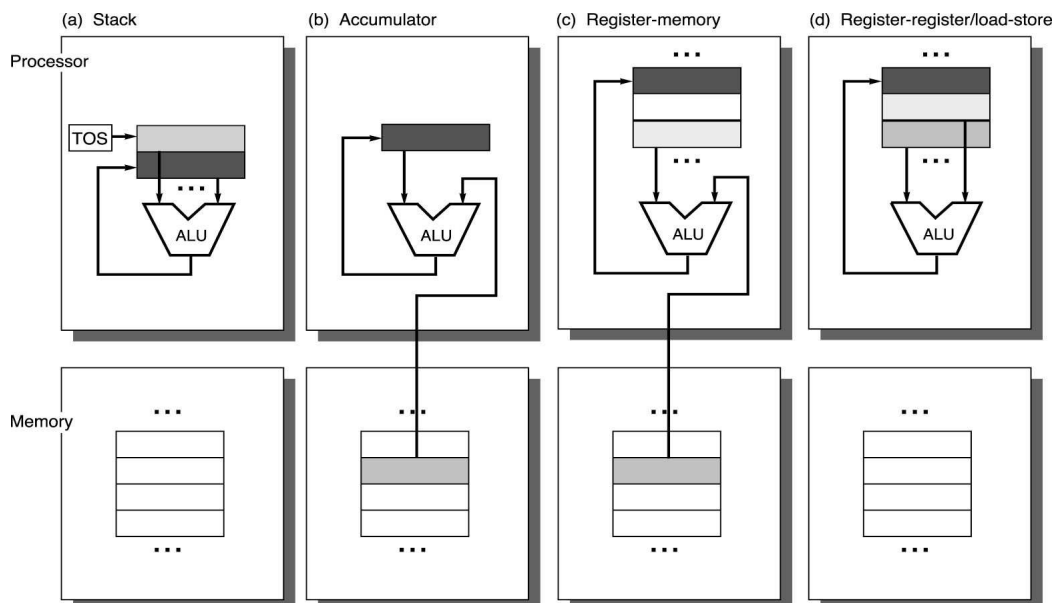 (a) Stack
(b) Accumulator
(c) Register-memory
(d) Register-register/load-store
Processor
TOS
...
...
...
...
...
ALU
ALU
ALU
ALU
Memory
...
...
...
...
...
...
...
...